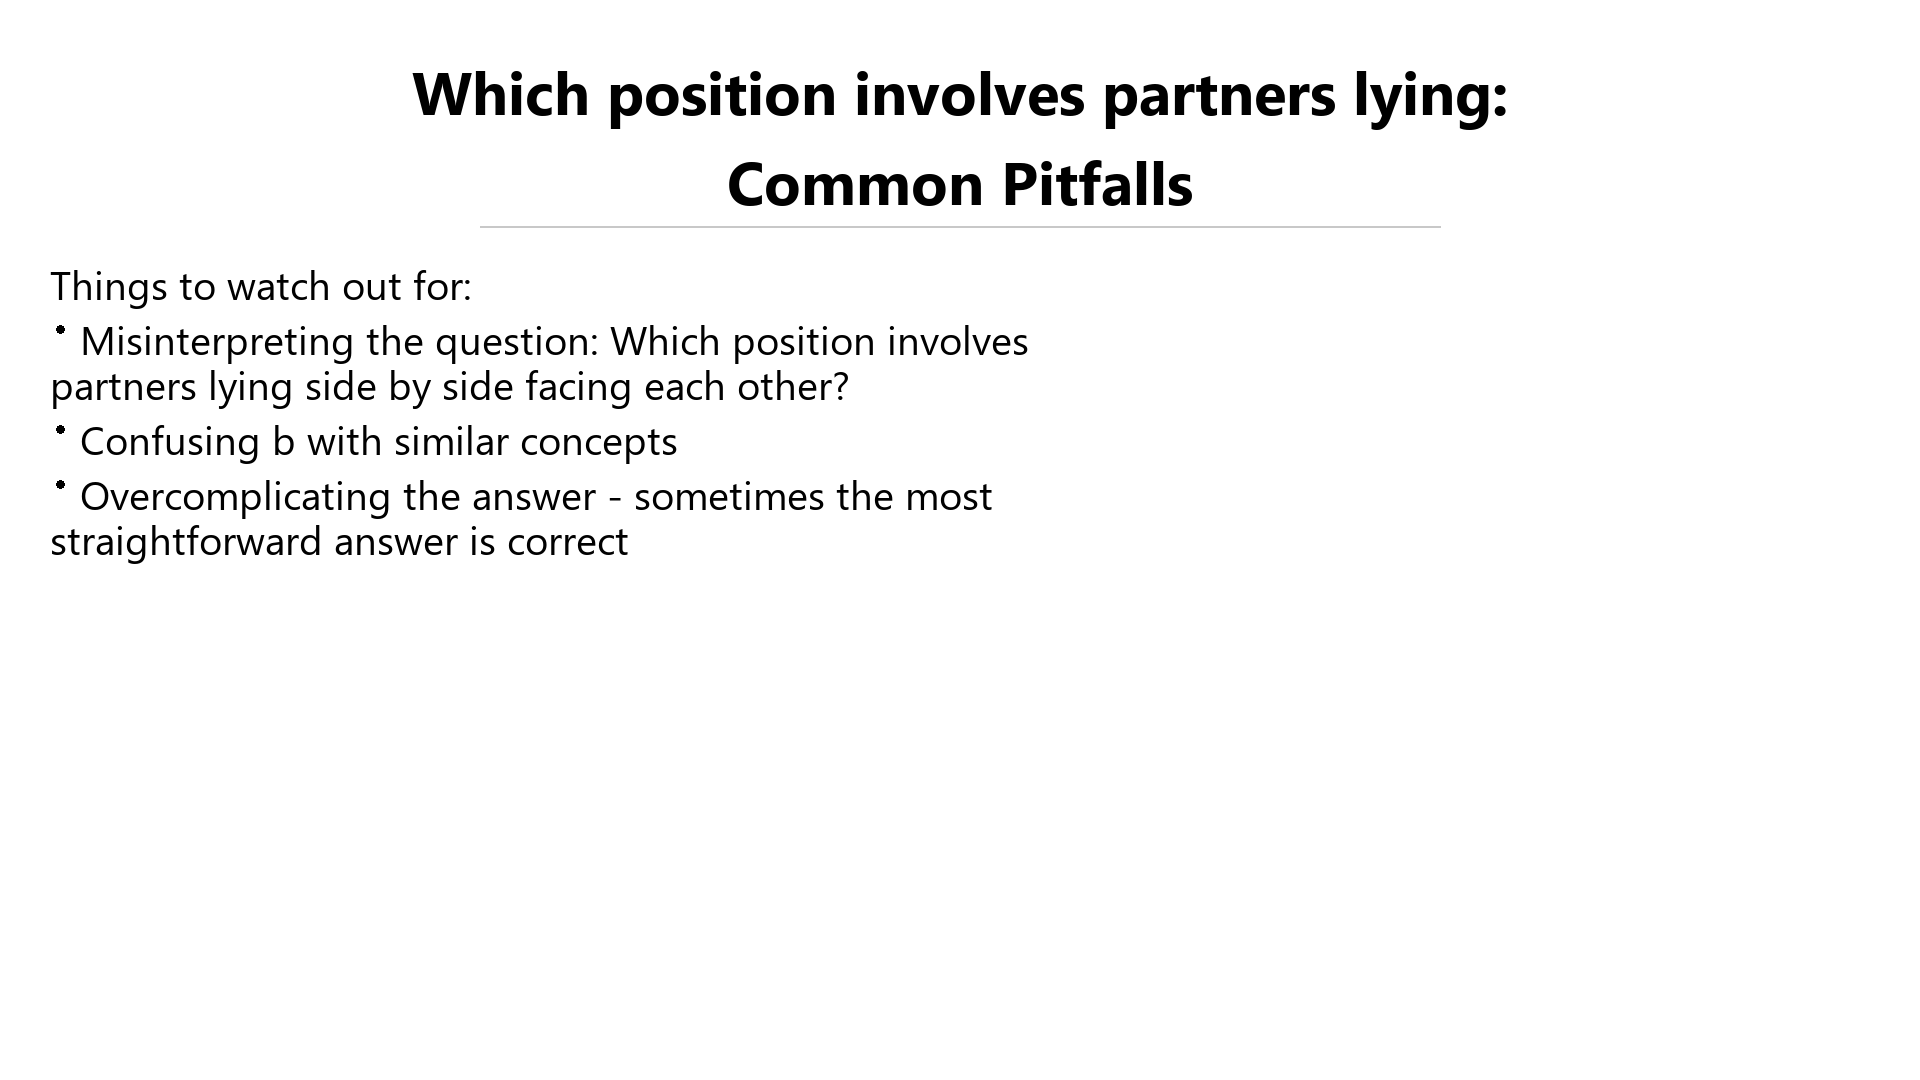 Which position involves partners lying:
Common Pitfalls
Things to watch out for:
• Misinterpreting the question: Which position involves
partners lying side by side facing each other?
• Confusing b with similar concepts
• Overcomplicating the answer - sometimes the most
straightforward answer is correct